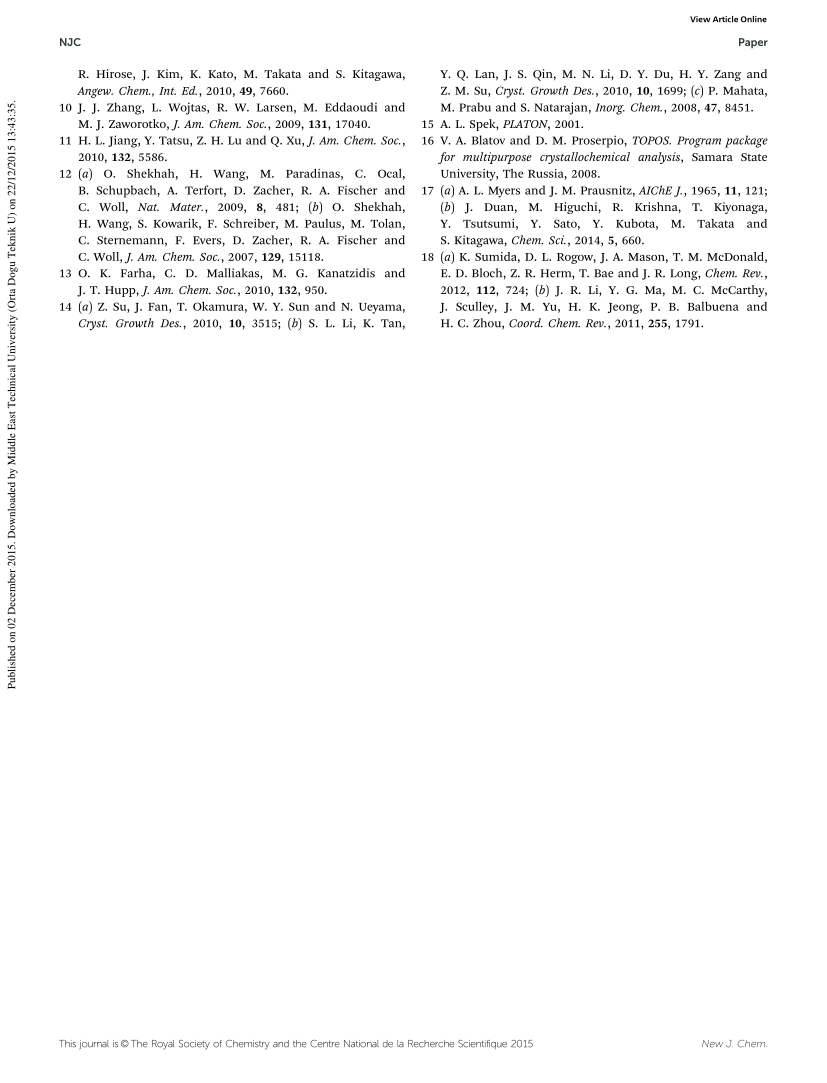 View Article Online
NJC
Paper
R. Hirose, J. Kim, K. Kato, M. Takata and S. Kitagawa,
Angew. Chem., Int. Ed., 2010, 49, 7660.
10 J. J. Zhang, L. Wojtas, R. W. Larsen, M. Eddaoudi and
M. J. Zaworotko, J. Am. Chem. Soc., 2009, 131, 17040.
11 H. L. Jiang, Y. Tatsu, Z. H. Lu and Q. Xu, J. Am. Chem. Soc.,
2010, 132, 5586.
12 (a) O. Shekhah, H. Wang, M. Paradinas, C. Ocal,
B. Schupbach, A. Terfort, D. Zacher, R. A. Fischer and
C. Woll, Nat. Mater., 2009, 8, 481; (b) O. Shekhah,
H. Wang, S. Kowarik, F. Schreiber, M. Paulus, M. Tolan,
C. Sternemann, F. Evers, D. Zacher, R. A. Fischer and
C. Woll, J. Am. Chem. Soc., 2007, 129, 15118.
13 O. K. Farha, C. D. Malliakas, M. G. Kanatzidis and
J. T. Hupp, J. Am. Chem. Soc., 2010, 132, 950.
14 (a) Z. Su, J. Fan, T. Okamura, W. Y. Sun and N. Ueyama,
Cryst. Growth Des., 2010, 10, 3515; (b) S. L. Li, K. Tan,
Y. Q. Lan, J. S. Qin, M. N. Li, D. Y. Du, H. Y. Zang and
Z. M. Su, Cryst. Growth Des., 2010, 10, 1699; (c) P. Mahata,
M. Prabu and S. Natarajan, Inorg. Chem., 2008, 47, 8451.
15 A. L. Spek, PLATON, 2001.
16 V. A. Blatov and D. M. Proserpio, TOPOS. Program package
for multipurpose crystallochemical analysis, Samara State
University, The Russia, 2008.
17 (a) A. L. Myers and J. M. Prausnitz, AIChE J., 1965, 11, 121;
(b) J. Duan, M. Higuchi, R. Krishna, T. Kiyonaga,
Y. Tsutsumi, Y. Sato, Y. Kubota, M. Takata and
S. Kitagawa, Chem. Sci., 2014, 5, 660.
18 (a) K. Sumida, D. L. Rogow, J. A. Mason, T. M. McDonald,
E. D. Bloch, Z. R. Herm, T. Bae and J. R. Long, Chem. Rev.,
2012, 112, 724; (b) J. R. Li, Y. G. Ma, M. C. McCarthy,
J. Sculley, J. M. Yu, H. K. Jeong, P. B. Balbuena and
H. C. Zhou, Coord. Chem. Rev., 2011, 255, 1791.
Published on 02 December 2015. Downloaded by Middle East Technical University (Orta Dogu Teknik U) on 22/12/2015 13:43:35.
This journal is © The Royal Society of Chemistry and the Centre National de la Recherche Scientifique 2015
New J. Chem.